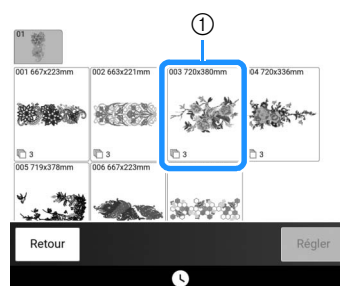 ①
01
001 667x223mm 002 663x221mm 003 720x380mm 04 720x336mm
3 3 3 3
005 719x378mm 006 667x223mm
Retour Régler